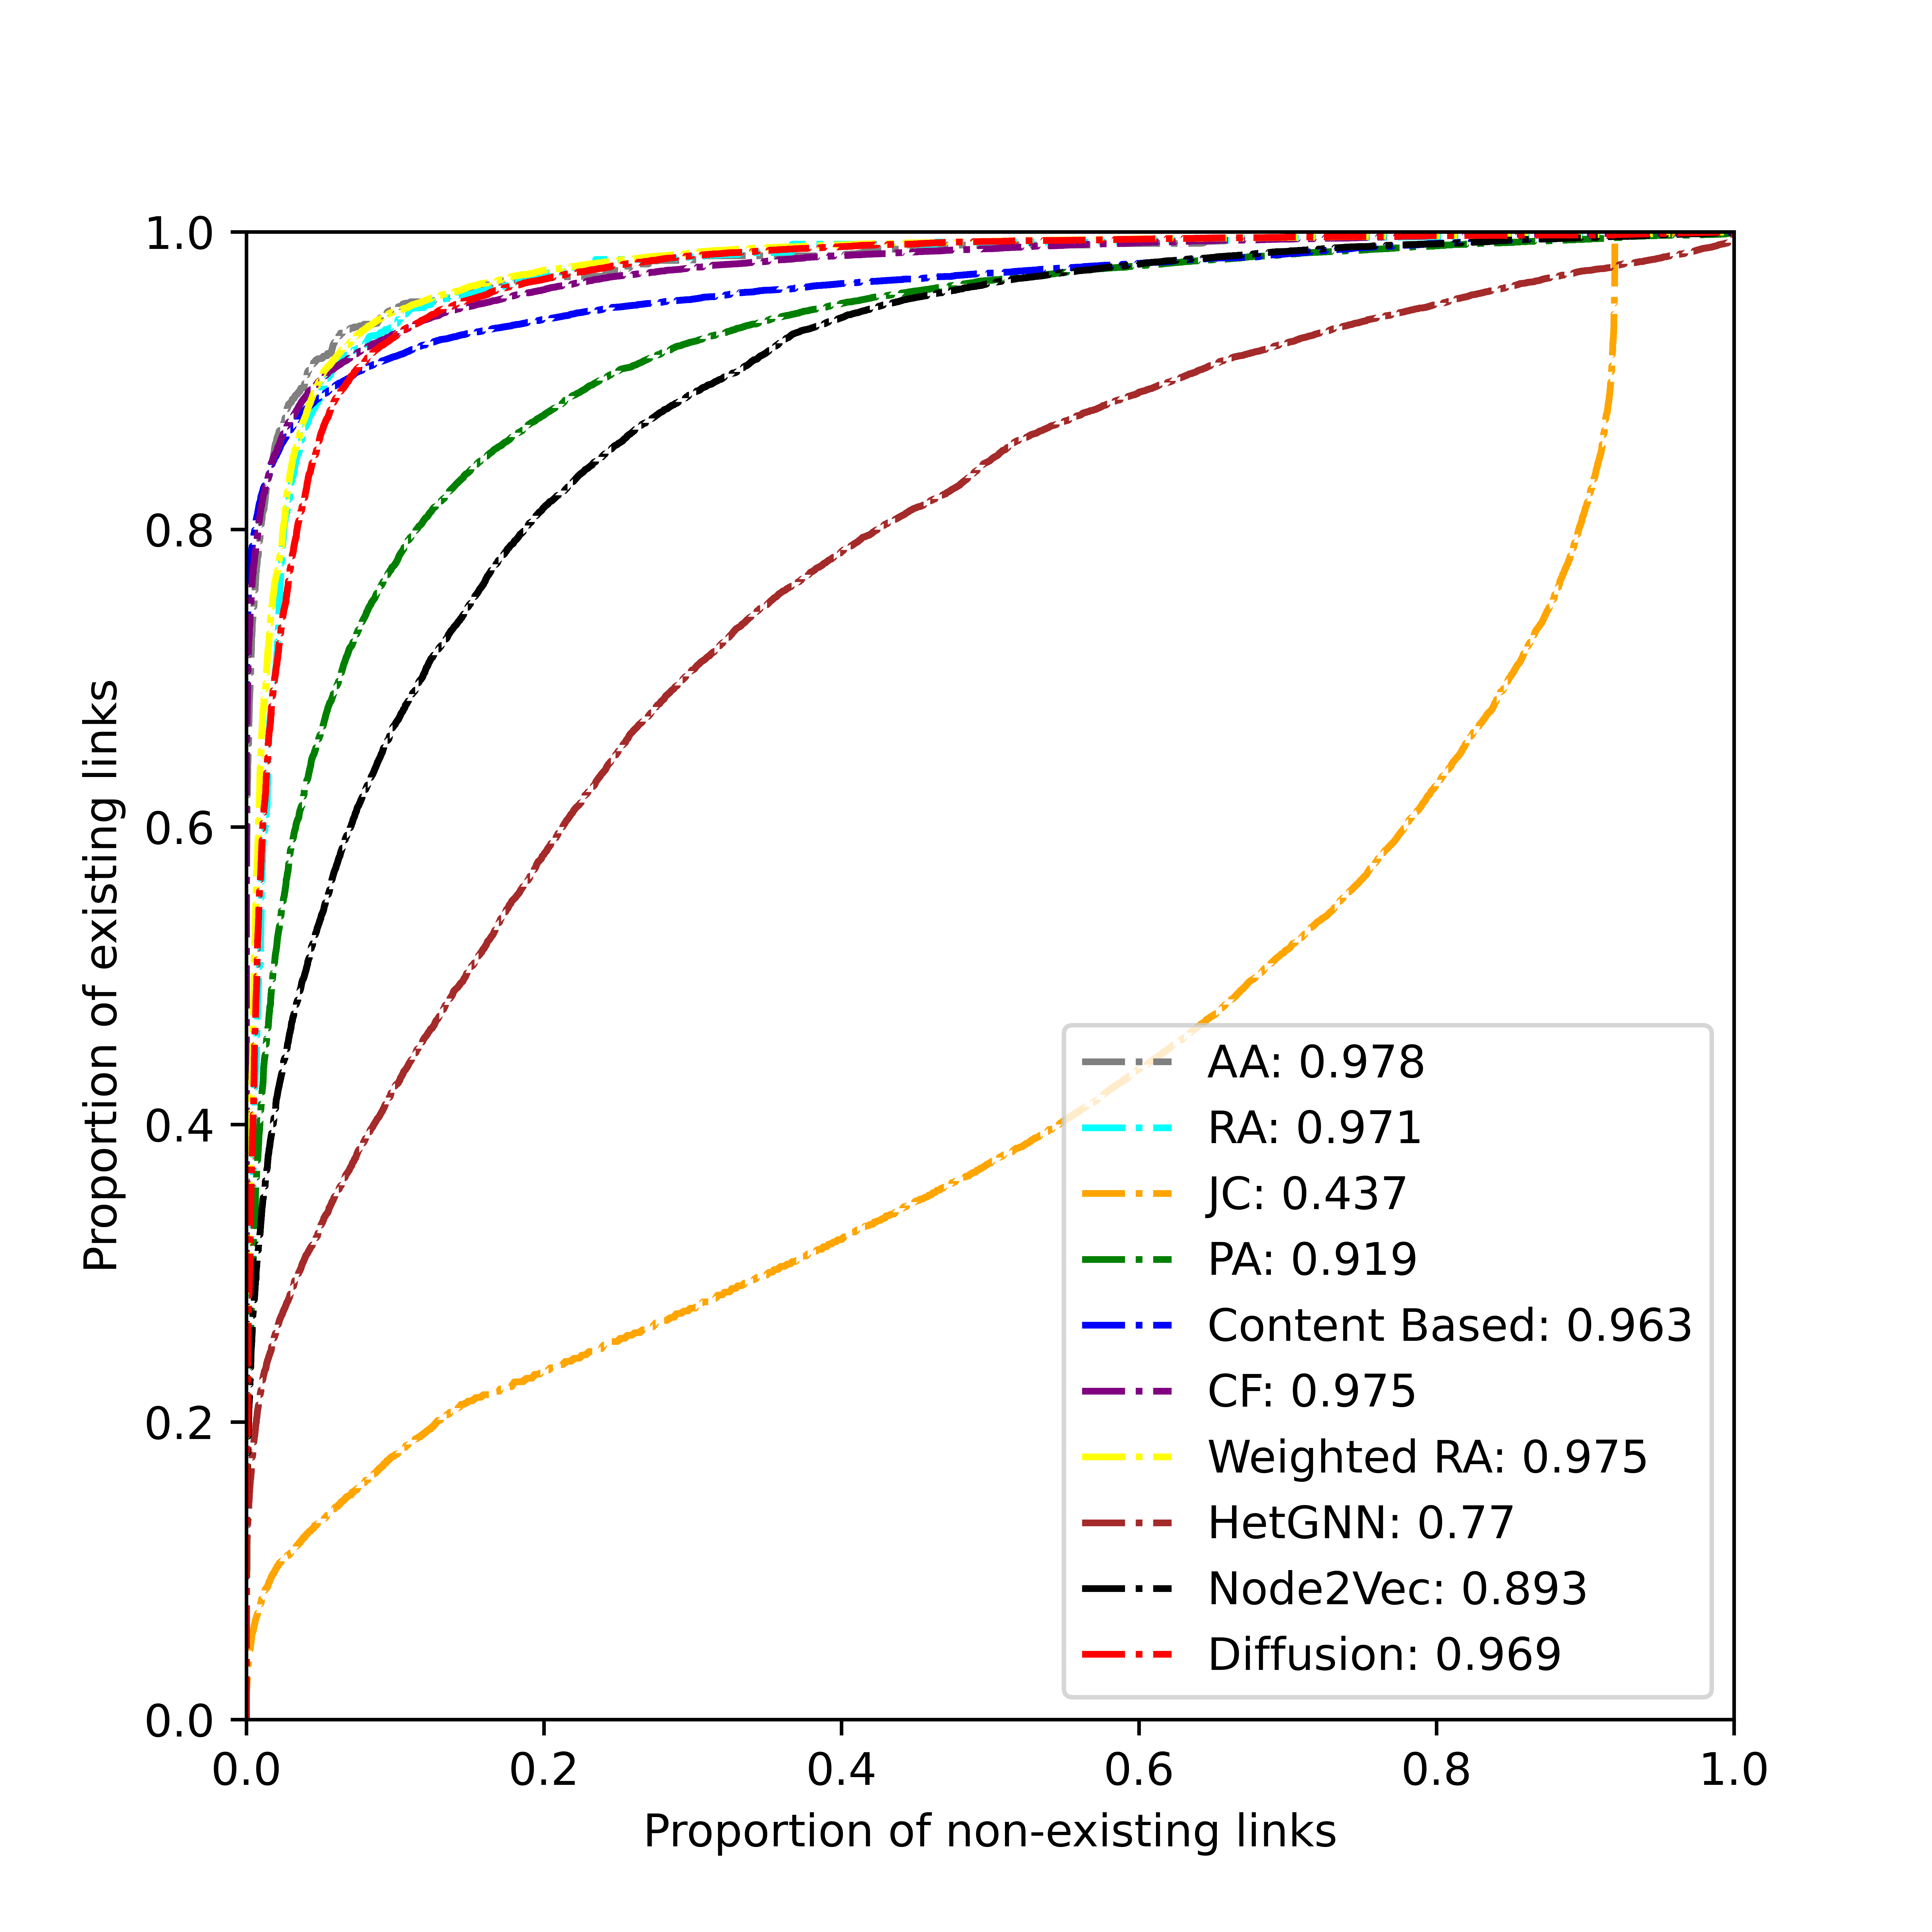 1.0
0.8
0.6
0.4
0.2
0.0
Proportion of existing links
AA: 0.978
RA: 0.971
JC: 0.437
PA: 0.919
Content Based: 0.963
CF: 0.975
Weighted RA: 0.975
HetGNN: 0.77
Node2Vec: 0.893
Diffusion: 0.969
0.0 0.2 0.4 0.6 0.8 1.0
Proportion of non-existing links